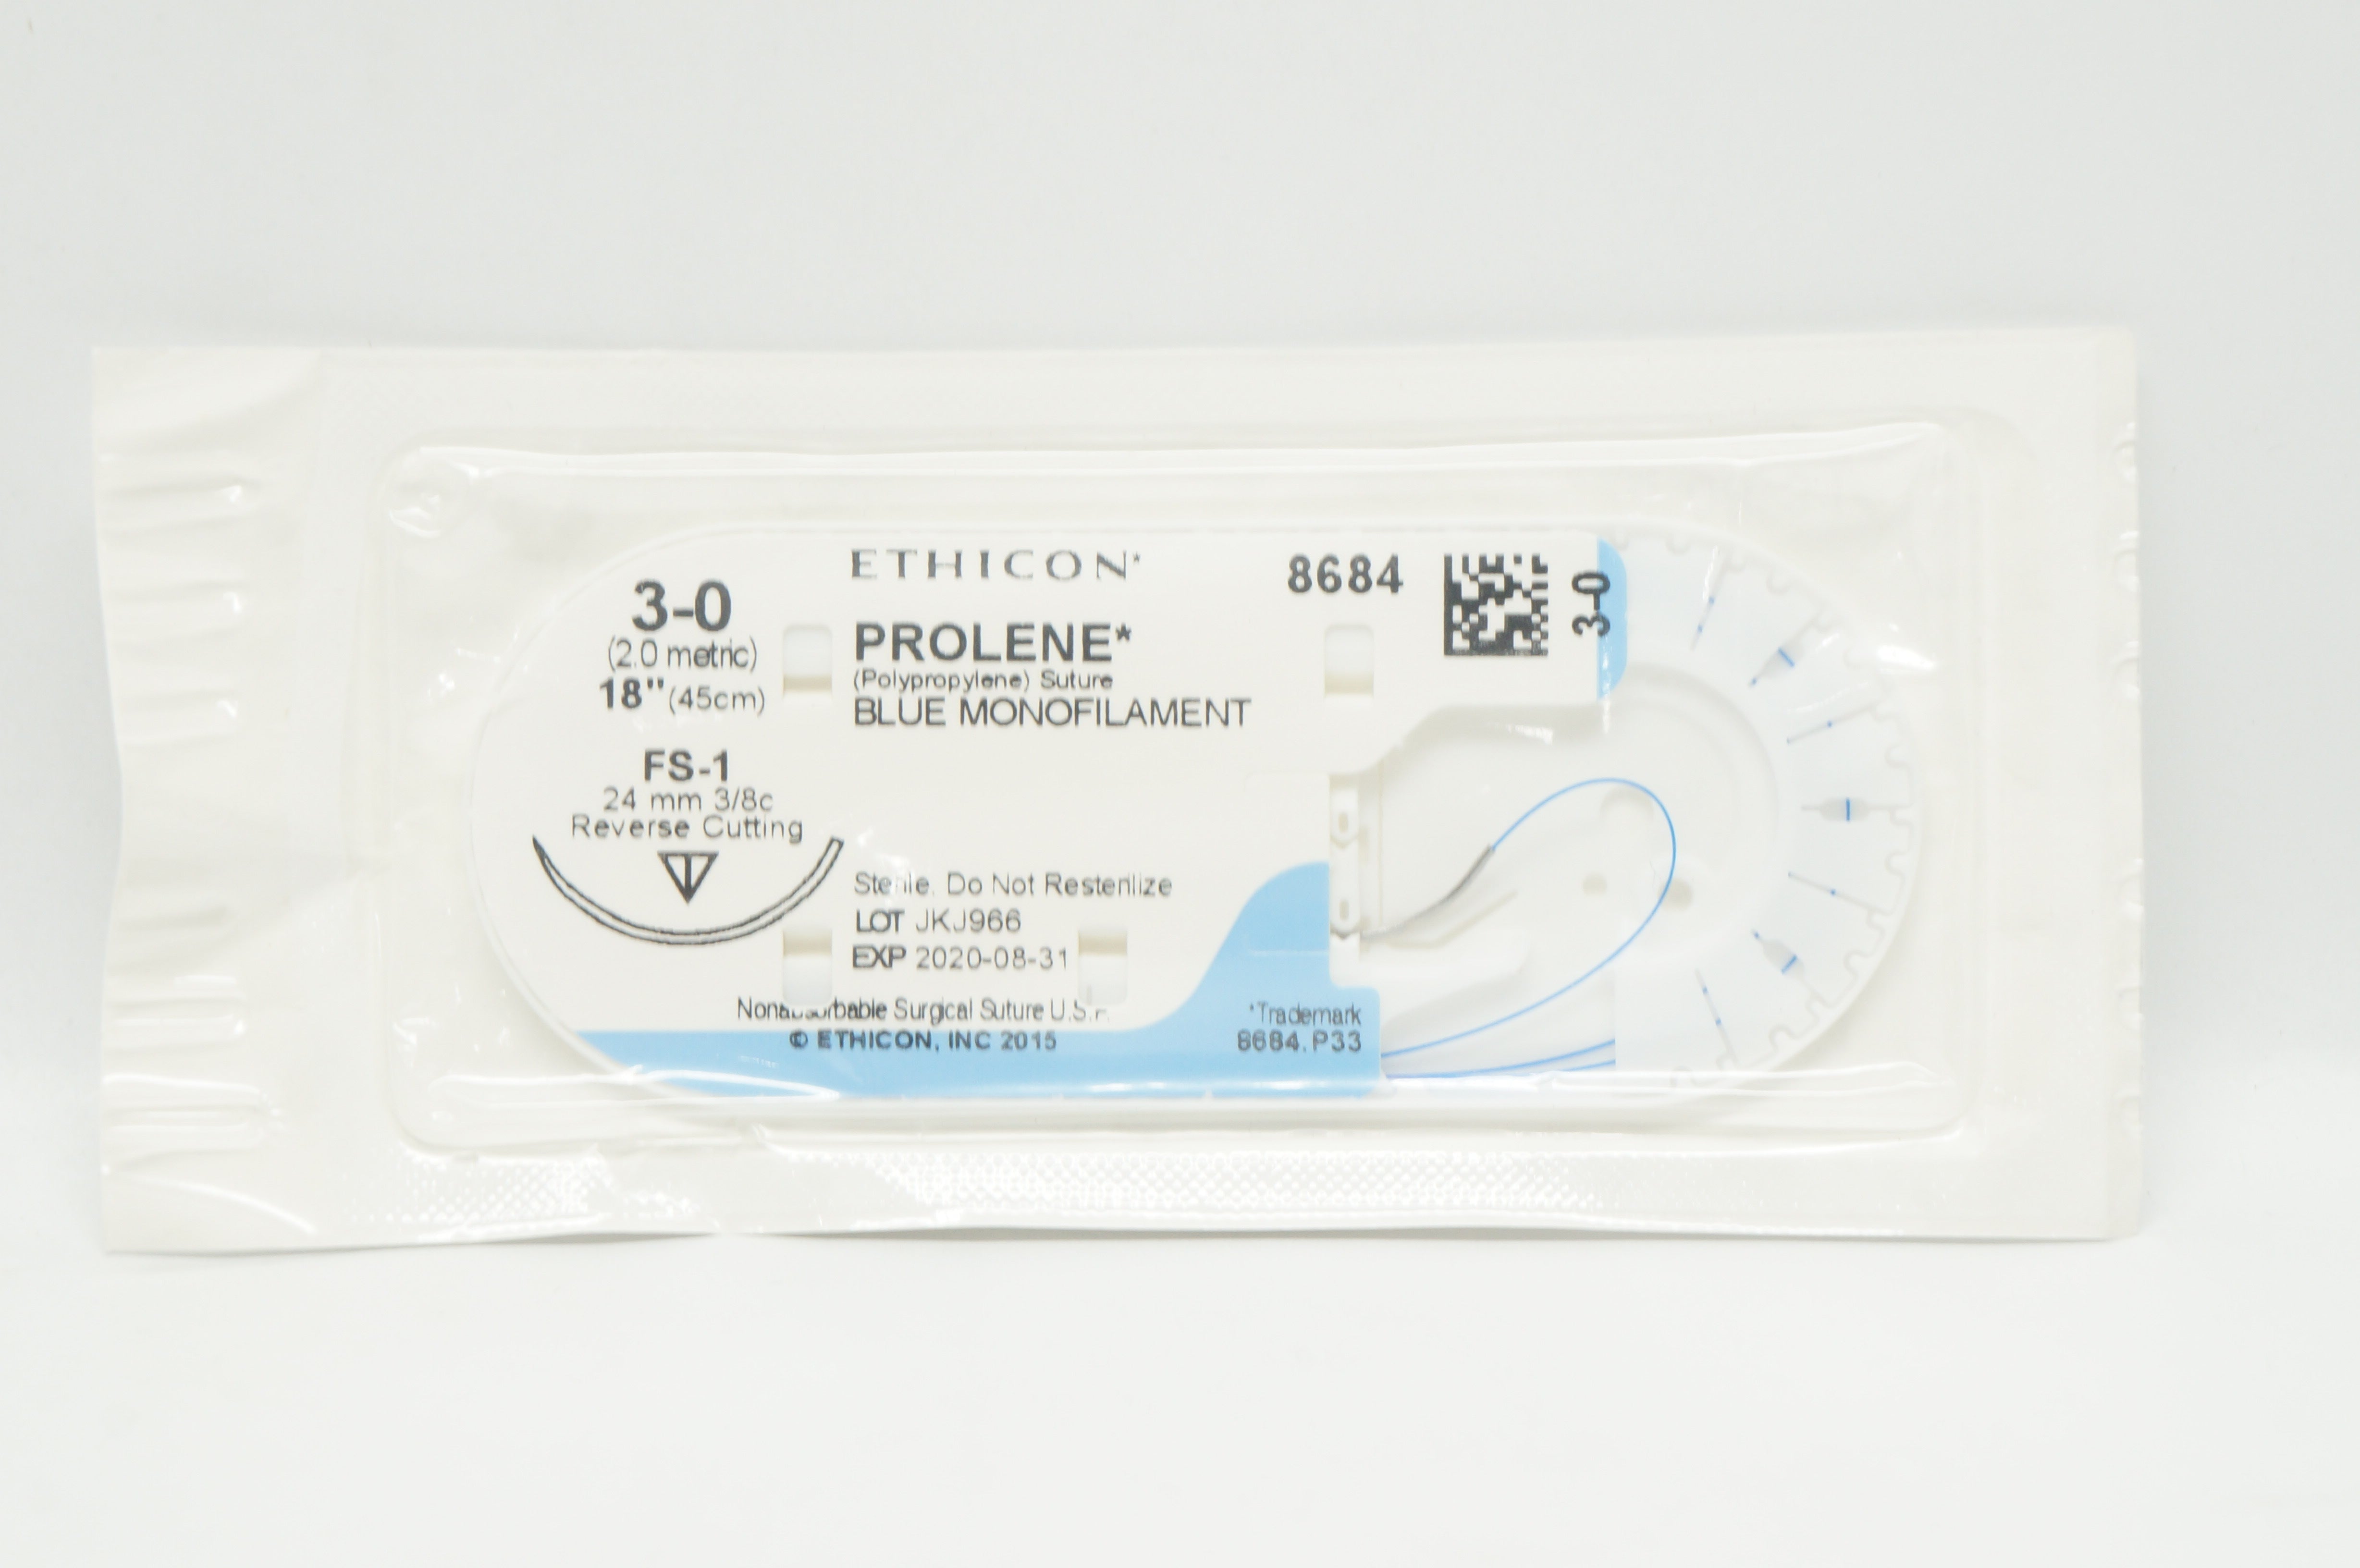 3-0
(2.0 metric)
18" (45cm)
FS-1
24 mm 3/8c
Reverse Cutting
ETHICON*
PROLENE*
(Polypropylene) Suture
BLUE MONOFILAMENT
8684
3-0
Sterile. Do Not Resterilize
LOT JKJ966
EXP 2020-08-31
Nonabsorbable Surgical Suture U.S.P.
© ETHICON, INC 2015
*Trademark
8684.P33